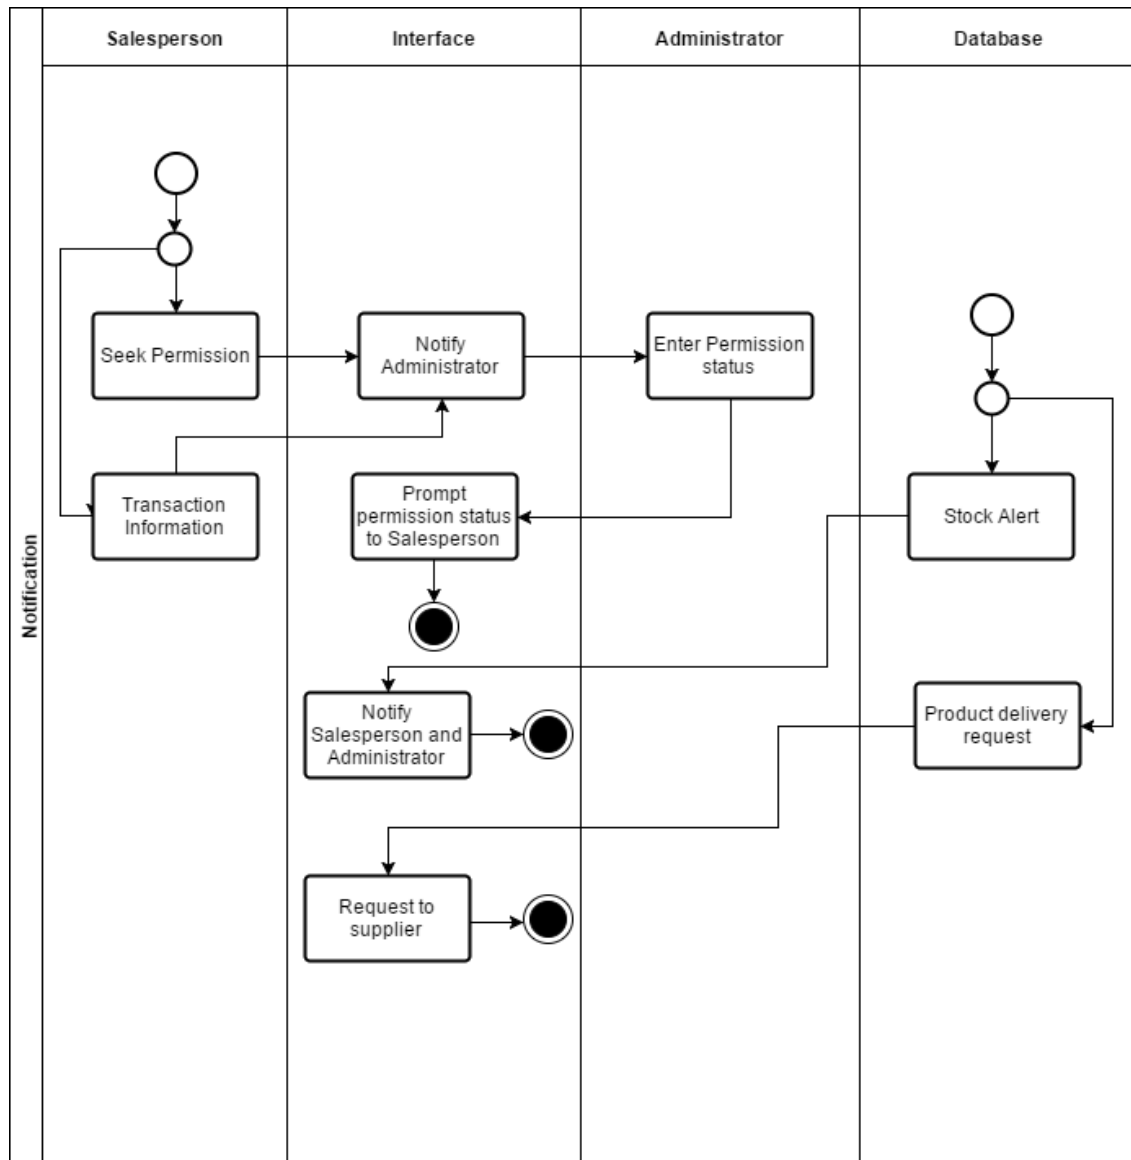 Salesperson
Interface
Administrator
Database
Notification
Seek Permission
Notify
Administrator
Enter Permission
status
Transaction
Information
Prompt
permission status
to Salesperson
Stock Alert
Notify
Salesperson and
Administrator
Product delivery
request
Request to
supplier